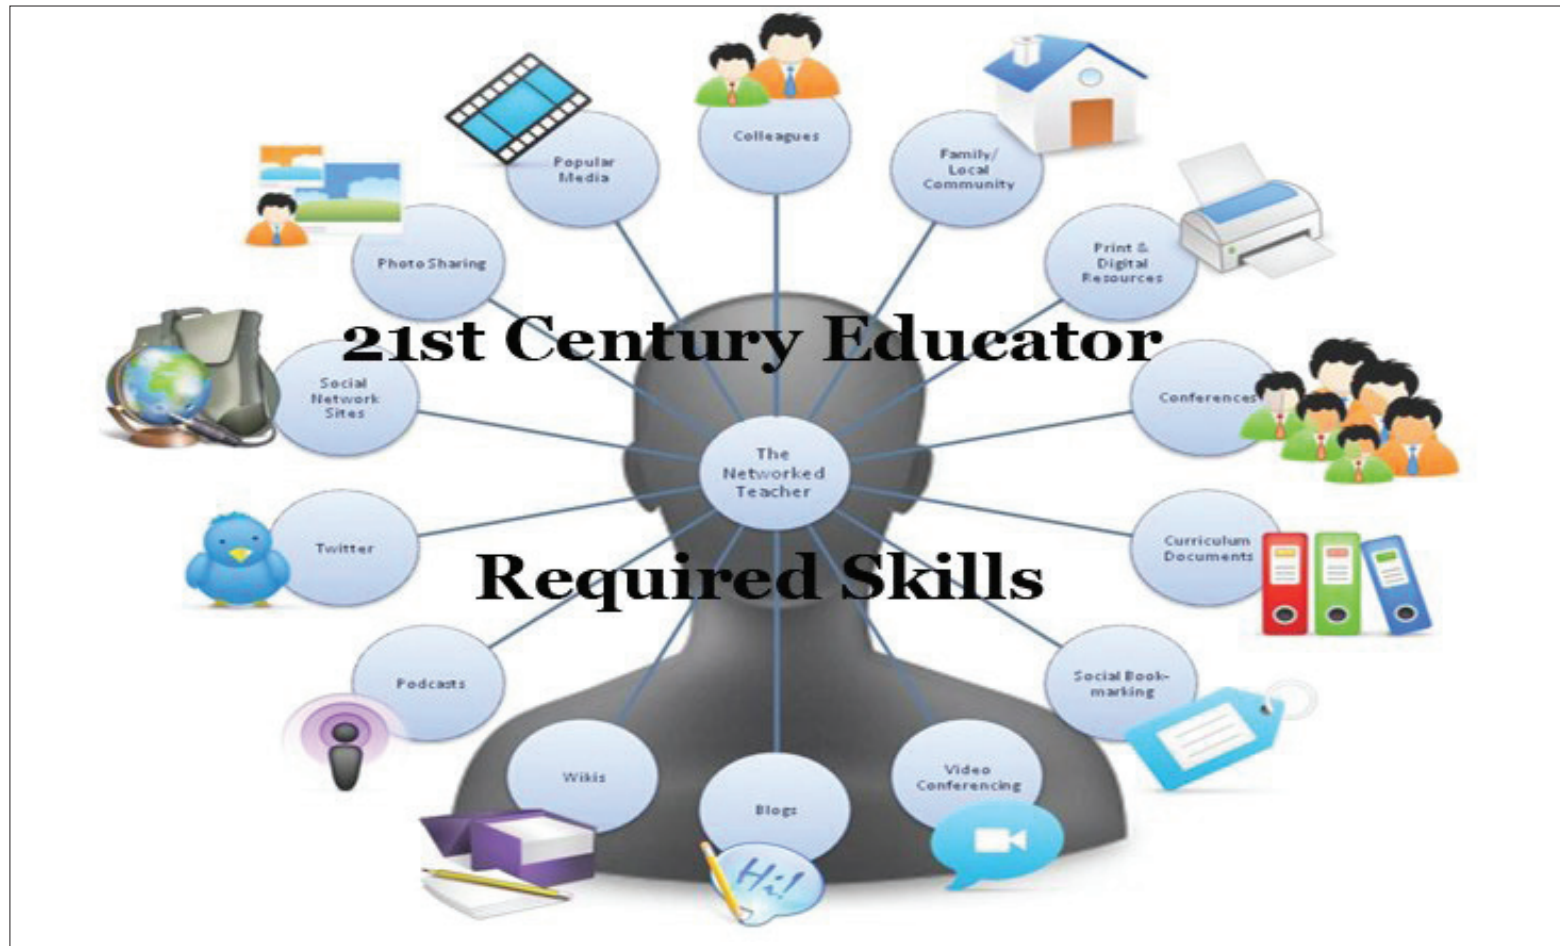 Colleagues
Popular
Media
Family/
Local
Community
Photo Sharing
Print &
Digital
Resources
21st Century Educator
Social
Network
Sites
Conferences
The
Networked
Teacher
Twitter
Curriculum
Documents
Required Skills
Podcasts
Social Book-
marking
Wikis
Video
Conferencing
Blogs
Hi!